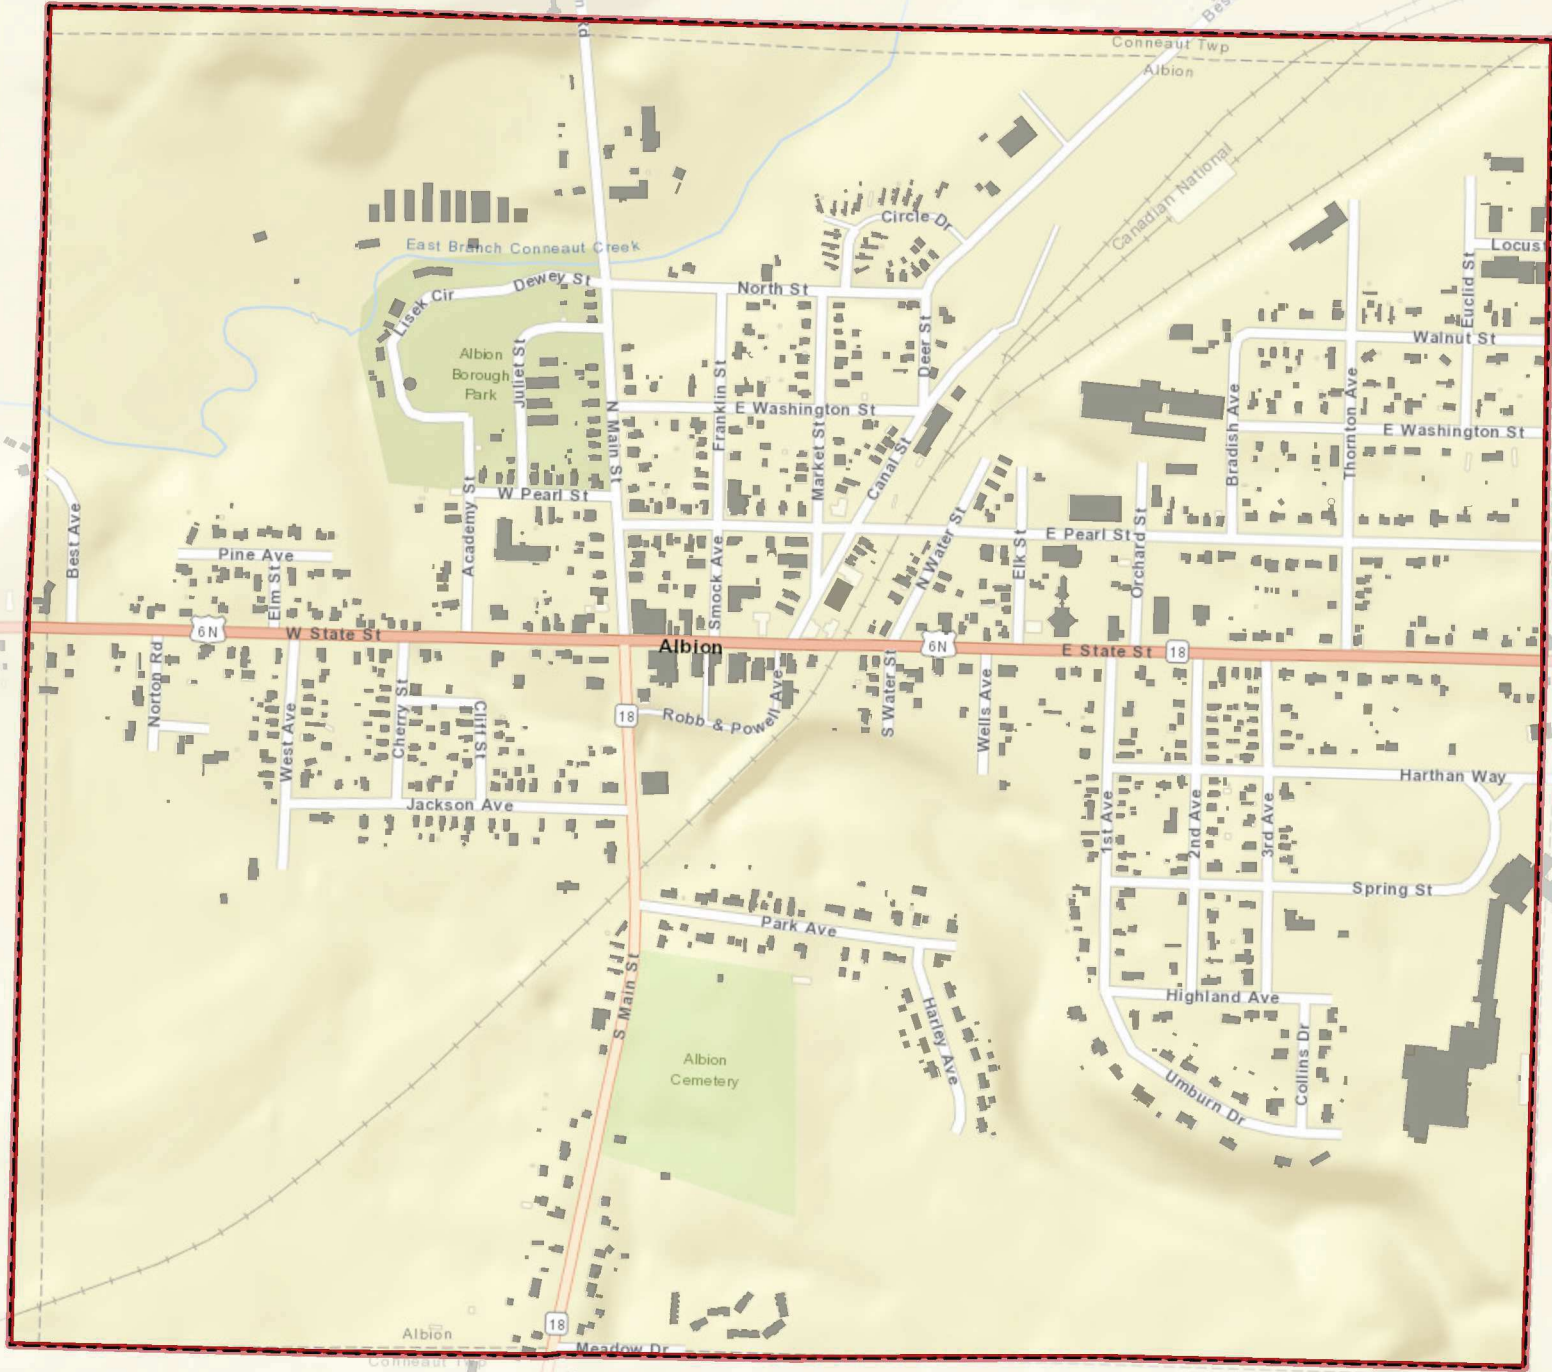 n Rd
Bes
Conneaut Twp
Albion
Canadian National
Circle Dr
East Branch Conneaut Creek
Locust
Dewey St
North St
Lisek Cir
Euclid St
Deer St
Walnut St
Albion
Borough
Park
Juliet St
Franklin St
Thornton Ave
Bradish Ave
N Main St
E Washington St
E Washington St
Market St
Canal St
W Pearl St
Academy St
Best Ave
N Water St
E Pearl St
Orchard St
Elk St
Pine Ave
Elm St
Smock Ave
6N
W State St
Albion
6N
E State St
18
Norton Rd
West Ave
Cherry St
Cliff St
18
Robb & Powell Ave
S Water St
Wells Ave
Harthan Way
Jackson Ave
1st Ave
2nd Ave
3rd Ave
Spring St
Park Ave
S Main St
Highland Ave
Harley Ave
Collins Dr
Albion
Cemetery
Umburn Dr
18
Albion
Meadow Dr
Conneaut Twp